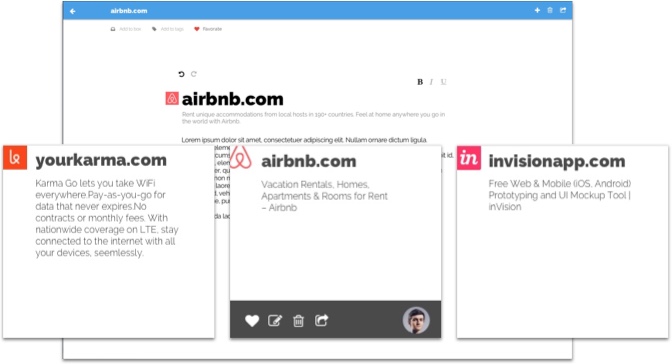 airbnb.com
Add to box Add to tags Favorate
B I U
airbnb.com
Rent unique accommodations from local hosts in 190+ countries. Feel at home anywhere you go in
the world with Airbnb.
Lorem ipsum dolor sit amet, consectetuer adipiscing elit. Nullam ornare dictum ligula
yourkarma.com
Karma Go lets you take WiFi
everywhere.Pay-as-you-go for
data that never expires.No
contracts or monthly fees. With
nationwide coverage on LTE, stay
connected to the internet with all
your devices, seemlessly.
airbnb.com
Vacation Rentals, Homes,
Apartments & Rooms for Rent
– Airbnb
in invisionapp.com
Free Web & Mobile (iOS, Android)
Prototyping and UI Mockup Tool |
inVision